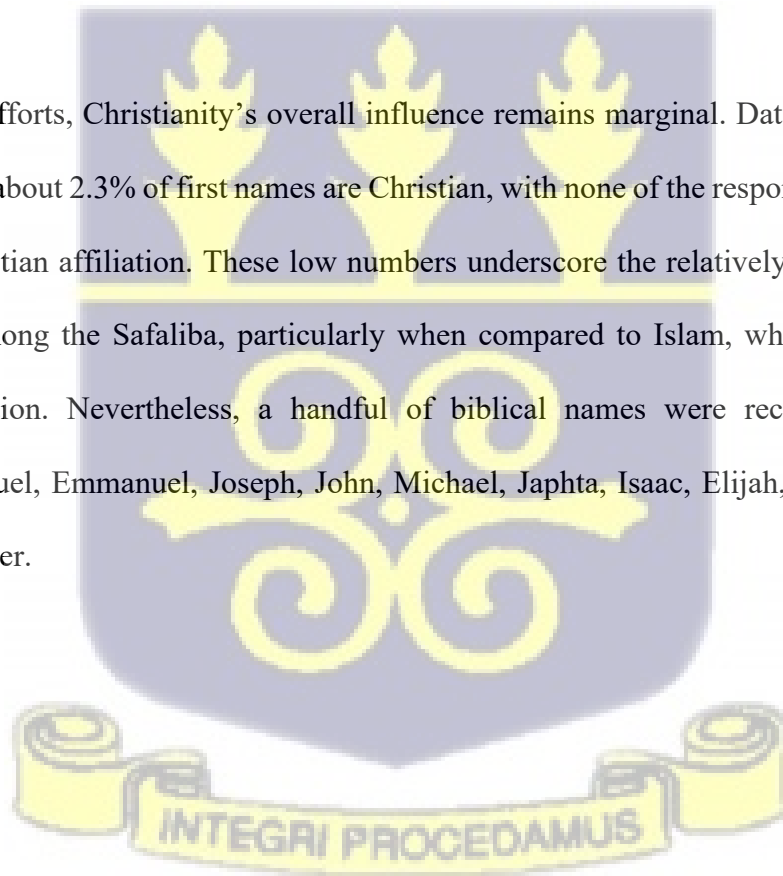 fforts, Christianity’s overall influence remains marginal. Dat
about 2.3% of first names are Christian, with none of the respo
tian affiliation. These low numbers underscore the relatively
ong the Safaliba, particularly when compared to Islam, wh
ion. Nevertheless, a handful of biblical names were rec
uel, Emmanuel, Joseph, John, Michael, Japhta, Isaac, Elijah,
er.
INTEGRI PROCEDAMUS